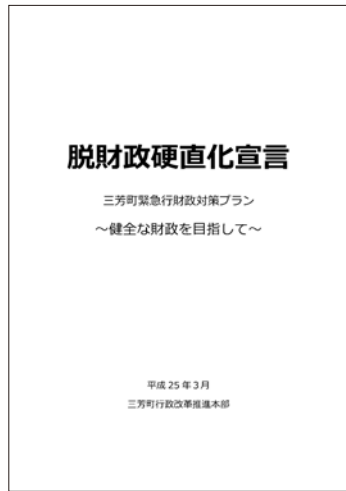 脱財政硬直化宣言
三芳町緊急行財政対策プラン
～健全な財政を目指して～
平成 25 年 3 月
三芳町行政改革推進本部